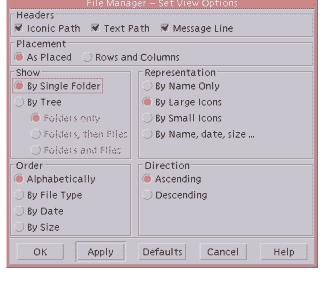 File Manager - Set View Options
Headers
Iconic Path Text Path Message Line
Placement
As Placed Rows and Columns
Show
By Single Folder
By Tree
Folders only
Folders, then Files
Folders and Files
Representation
By Name Only
By Large Icons
By Small Icons
By Name, date, size ...
Order
Alphabetically
By File Type
By Date
By Size
Direction
Ascending
Descending
OK Apply Defaults Cancel Help